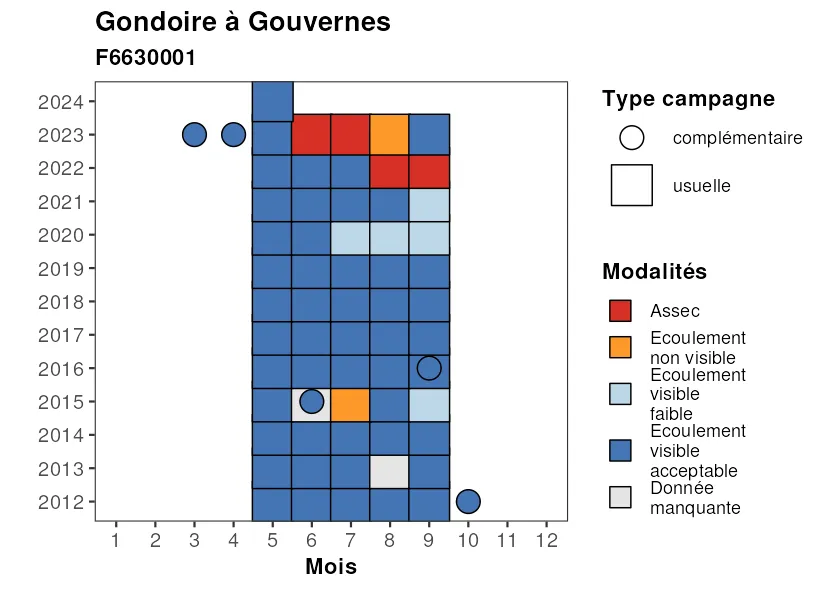 Gondoire à Gouvernes
F6630001
2024
2023
2022
2021
2020
2019
2018
2017
2016
2015
2014
2013
2012
1 2 3 4 5 6 7 8 9 10 11 12
Mois
Type campagne
complémentaire
usuelle
Modalités
Assec
Ecoulement
non visible
Ecoulement
visible
faible
Ecoulement
visible
acceptable
Donnée
manquante